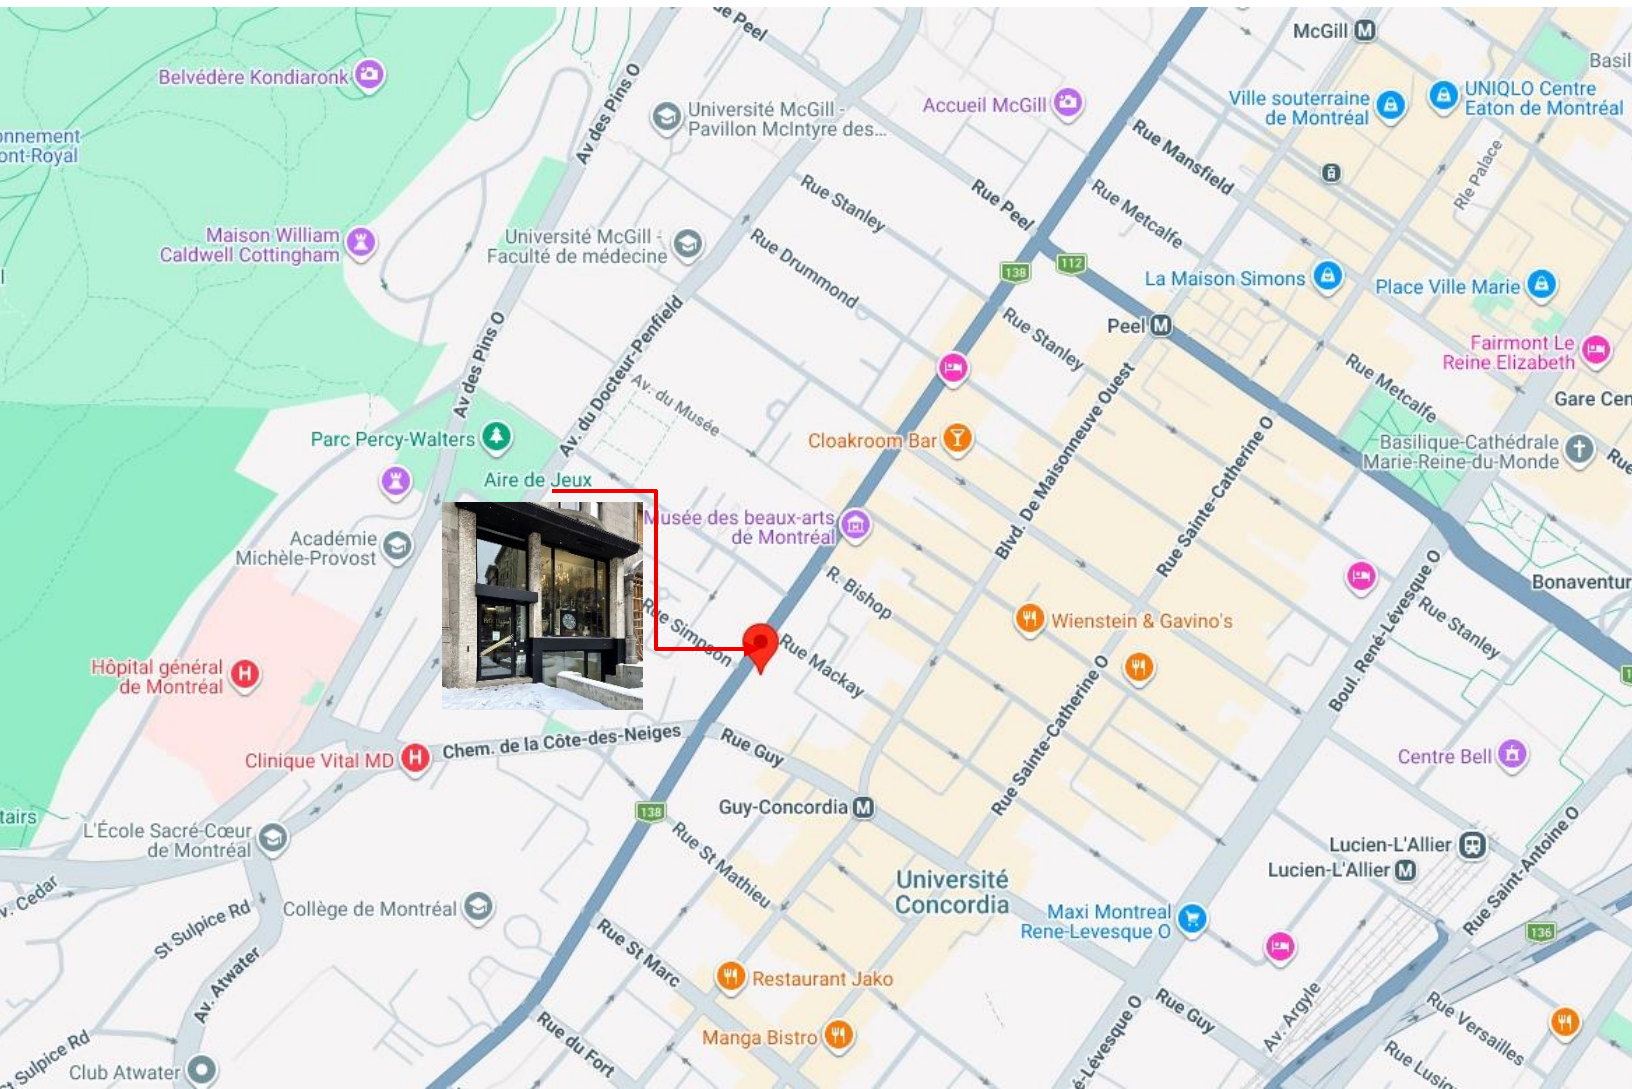 de Peel
McGill
Basil
Belvédère Kondiaronk
Av des Pins O
Université McGill -
Pavillon McIntyre des...
Accueil McGill
Ville souterraine
de Montréal
UNIQLO Centre
Eaton de Montréal
onnement
ont-Royal
Rue Mansfield
Rle Palace
Rue Stanley
Rue Peel
Rue Metcalfe
Maison William
Caldwell Cottingham
Université McGill -
Faculté de médecine
Rue Drummond
138
112
La Maison Simons
Place Ville Marie
l
Peel
Rue Stanley
Av des Pins O
Av. du Docteur-Penfield
Fairmont Le
Reine Elizabeth
Rue Metcalfe
Av. du Musée
Gare Cen
Parc Percy-Walters
Cloakroom Bar
Blvd. De Maisonneuve Ouest
Rue Sainte-Catherine O
Basilique-Cathédrale
Marie-Reine-du-Monde
Rue
Aire de Jeux
Musée des beaux-arts
de Montréal
Académie
Michèle-Provost
R. Bishop
Bonaventur
Rue Simpson
Wienstein & Gavino's
Rue Stanley
Boul. René-Lévesque O
Rue Mackay
Hôpital général
de Montréal
1
Rue Sainte-Catherine O
Chem. de la Côte-des-Neiges
Rue Guy
Clinique Vital MD
Centre Bell
138
Guy-Concordia
tairs
L'École Sacré-Cœur
de Montréal
Rue St Mathieu
Lucien-L'Allier
Lucien-L'Allier
Rue Saint-Antoine O
Université
Concordia
v. Cedar
St Sulpice Rd
Collège de Montréal
Maxi Montreal
Rene-Levesque O
136
Rue St Marc
Av. Atwater
Restaurant Jako
Av. Argyle
Rue Guy
Rue Versailles
Rue du Fort
Manga Bistro
é-Lévesque O
St Sulpice Rd
Club Atwater
Rue Lusig